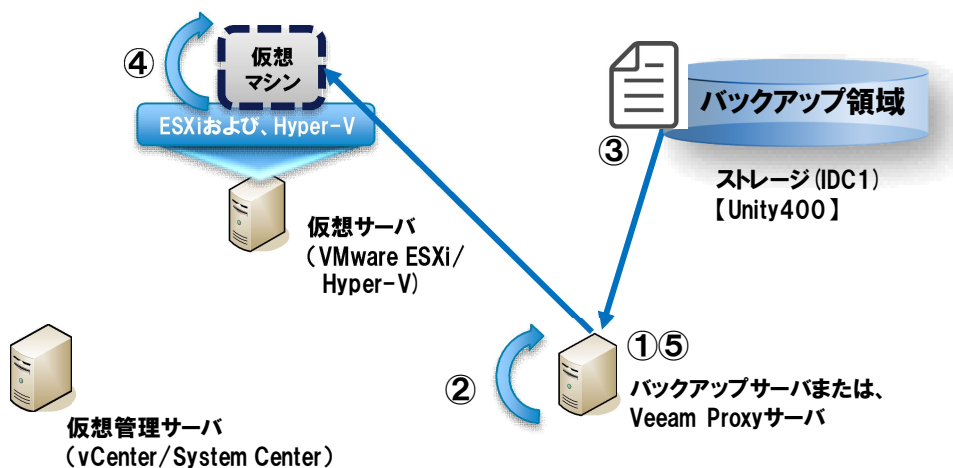 ④
仮想
マシン
ESXiおよび、Hyper-V
バックアップ領域
③
ストレージ(IDC1)
【Unity400】
仮想サーバ
(VMware ESXi/
Hyper-V)
①⑤
②
バックアップサーバまたは、
Veeam Proxyサーバ
仮想管理サーバ
(vCenter/System Center)